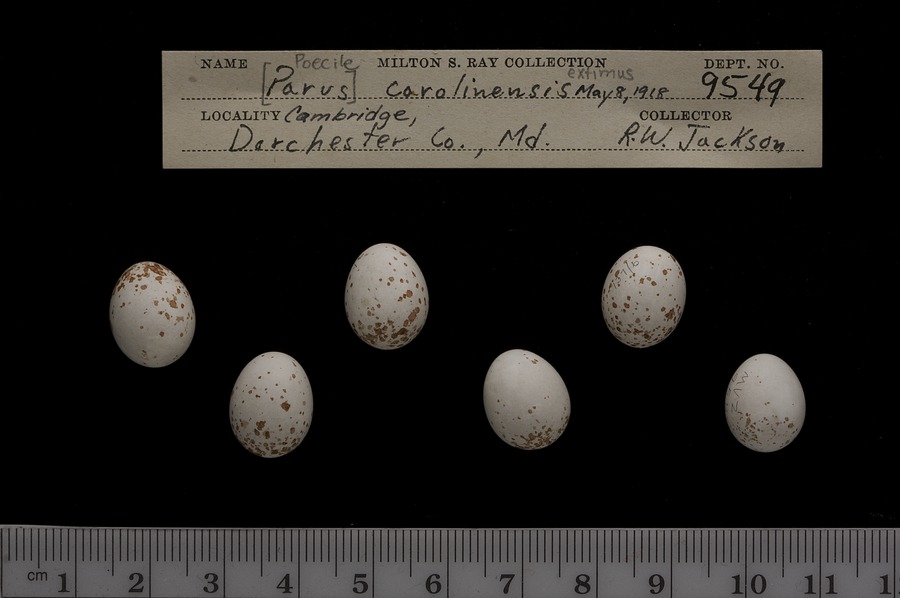 NAME Poecile MILTON S. RAY COLLECTION DEPT. NO.
[Parus] carolinensis extimus May 8, 1918 9549
LOCALITY Cambridge, COLLECTOR
Dorchester Co., Md. R.W. Jackson
cm 1 2 3 4 5 6 7 8 9 10 11 1